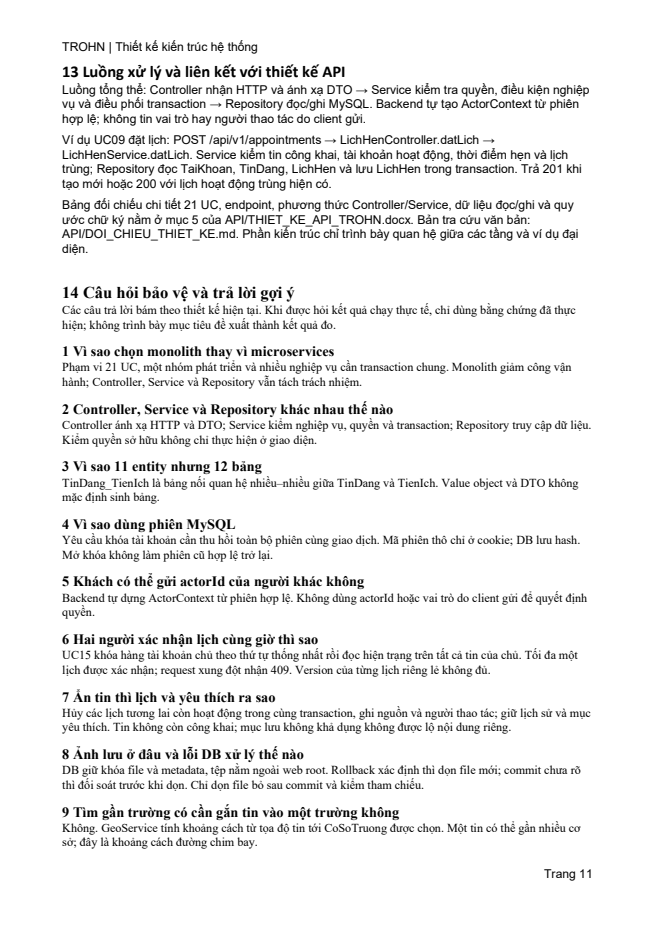 TROHN | Thiết kế kiến trúc hệ thống
13 Luồng xử lý và liên kết với thiết kế API
Luồng tổng thể: Controller nhận HTTP và ánh xạ DTO → Service kiểm tra quyền, điều kiện nghiệp
vụ và điều phối transaction → Repository đọc/ghi MySQL. Backend tự tạo ActorContext từ phiên
hợp lệ; không tin vai trò hay người thao tác do client gửi.
Ví dụ UC09 đặt lịch: POST /api/v1/appointments → LichHenController.datLich →
LichHenService.datLich. Service kiểm tin công khai, tài khoản hoạt động, thời điểm hẹn và lịch
trùng; Repository đọc TaiKhoan, TinDang, LichHen và lưu LichHen trong transaction. Trả 201 khi
tạo mới hoặc 200 với lịch hoạt động trùng hiện có.
Bảng đối chiếu chi tiết 21 UC, endpoint, phương thức Controller/Service, dữ liệu đọc/ghi và quy
ước chữ ký nằm ở mục 5 của API/THIET_KE_API_TROHN.docx. Bản tra cứu văn bản:
API/DOI_CHIEU_THIET_KE.md. Phần kiến trúc chỉ trình bày quan hệ giữa các tầng và ví dụ đại
diện.
14 Câu hỏi bảo vệ và trả lời gợi ý
Các câu trả lời bám theo thiết kế hiện tại. Khi được hỏi kết quả chạy thực tế, chỉ dùng bằng chứng đã thực
hiện; không trình bày mục tiêu đề xuất thành kết quả đo.
1 Vì sao chọn monolith thay vì microservices
Phạm vi 21 UC, một nhóm phát triển và nhiều nghiệp vụ cần transaction chung. Monolith giảm công vận
hành; Controller, Service và Repository vẫn tách trách nhiệm.
2 Controller, Service và Repository khác nhau thế nào
Controller ánh xạ HTTP và DTO; Service kiểm nghiệp vụ, quyền và transaction; Repository truy cập dữ liệu.
Kiểm quyền sở hữu không chỉ thực hiện ở giao diện.
3 Vì sao 11 entity nhưng 12 bảng
TinDang_TienIch là bảng nối quan hệ nhiều–nhiều giữa TinDang và TienIch. Value object và DTO không
mặc định sinh bảng.
4 Vì sao dùng phiên MySQL
Yêu cầu khóa tài khoản cần thu hồi toàn bộ phiên cùng giao dịch. Mã phiên thô chỉ ở cookie; DB lưu hash.
Mở khóa không làm phiên cũ hợp lệ trở lại.
5 Khách có thể gửi actorId của người khác không
Backend tự dựng ActorContext từ phiên hợp lệ. Không dùng actorId hoặc vai trò do client gửi để quyết định
quyền.
6 Hai người xác nhận lịch cùng giờ thì sao
UC15 khóa hàng tài khoản chủ theo thứ tự thống nhất rồi đọc hiện trạng trên tất cả tin của chủ. Tối đa một
lịch được xác nhận; request xung đột nhận 409. Version của từng lịch riêng lẻ không đủ.
7 Ẩn tin thì lịch và yêu thích ra sao
Hủy các lịch tương lai còn hoạt động trong cùng transaction, ghi nguồn và người thao tác; giữ lịch sử và mục
yêu thích. Tin không còn công khai; mục lưu không khả dụng không được lộ nội dung riêng.
8 Ảnh lưu ở đâu và lỗi DB xử lý thế nào
DB giữ khóa file và metadata, tệp nằm ngoài web root. Rollback xác định thì dọn file mới; commit chưa rõ
thì đối soát trước khi dọn. Chỉ dọn file bỏ sau commit và kiểm tham chiếu.
9 Tìm gần trường có cần gắn tin vào một trường không
Không. GeoService tính khoảng cách từ tọa độ tin tới CoSoTruong được chọn. Một tin có thể gần nhiều cơ
sở; đây là khoảng cách đường chim bay.
Trang 11